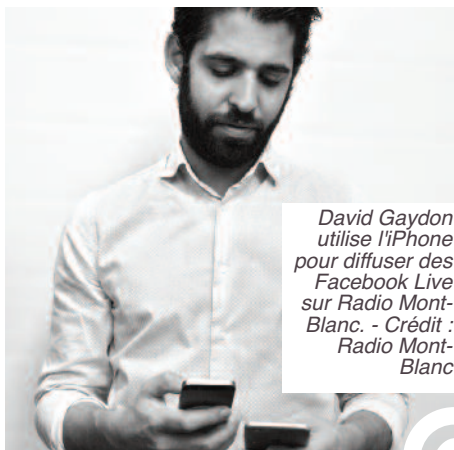 David Gaydon
utilise l'iPhone
pour diffuser des
Facebook Live
sur Radio Mont-
Blanc. - Crédit :
Radio Mont-
Blanc